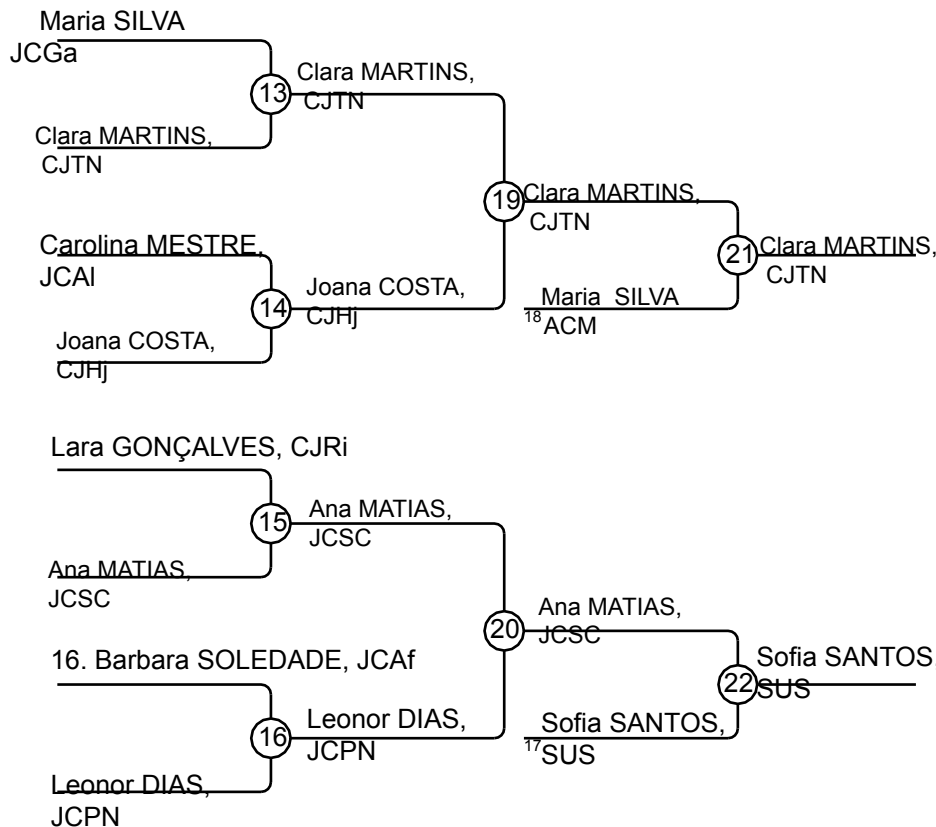 Maria SILVA
JCGa
13
Clara MARTINS,
CJTN
Clara MARTINS,
CJTN
19
Clara MARTINS,
CJTN
Carolina MESTRE,
JCAl
14
Joana COSTA,
CJHj
Joana COSTA,
CJHj
21
Clara MARTINS,
CJTN
Maria SILVA
18 ACM
Lara GONÇALVES, CJRi
15
Ana MATIAS,
JCSC
Ana MATIAS,
JCSC
20
Ana MATIAS,
JCSC
16. Barbara SOLEDADE, JCAf
16
Leonor DIAS,
JCPN
Leonor DIAS,
JCPN
22
Sofia SANTOS,
SUS
Sofia SANTOS,
17 SUS